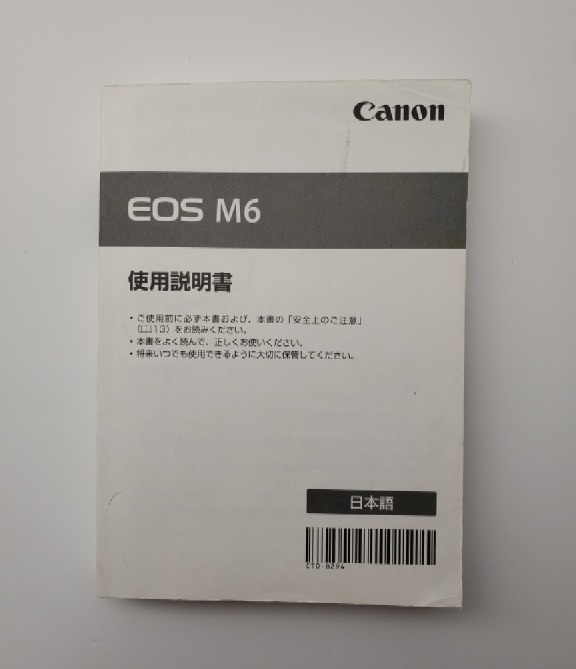 Canon
EOS M6
使用説明書
・ご使用前に必ず本書および、本書の「安全上のご注意」
（📖13）をお読みください。
・本書をよく読んで、正しくお使いください。
・将来いつでも使用できるように大切に保管してください。
日本語
CT0-8294